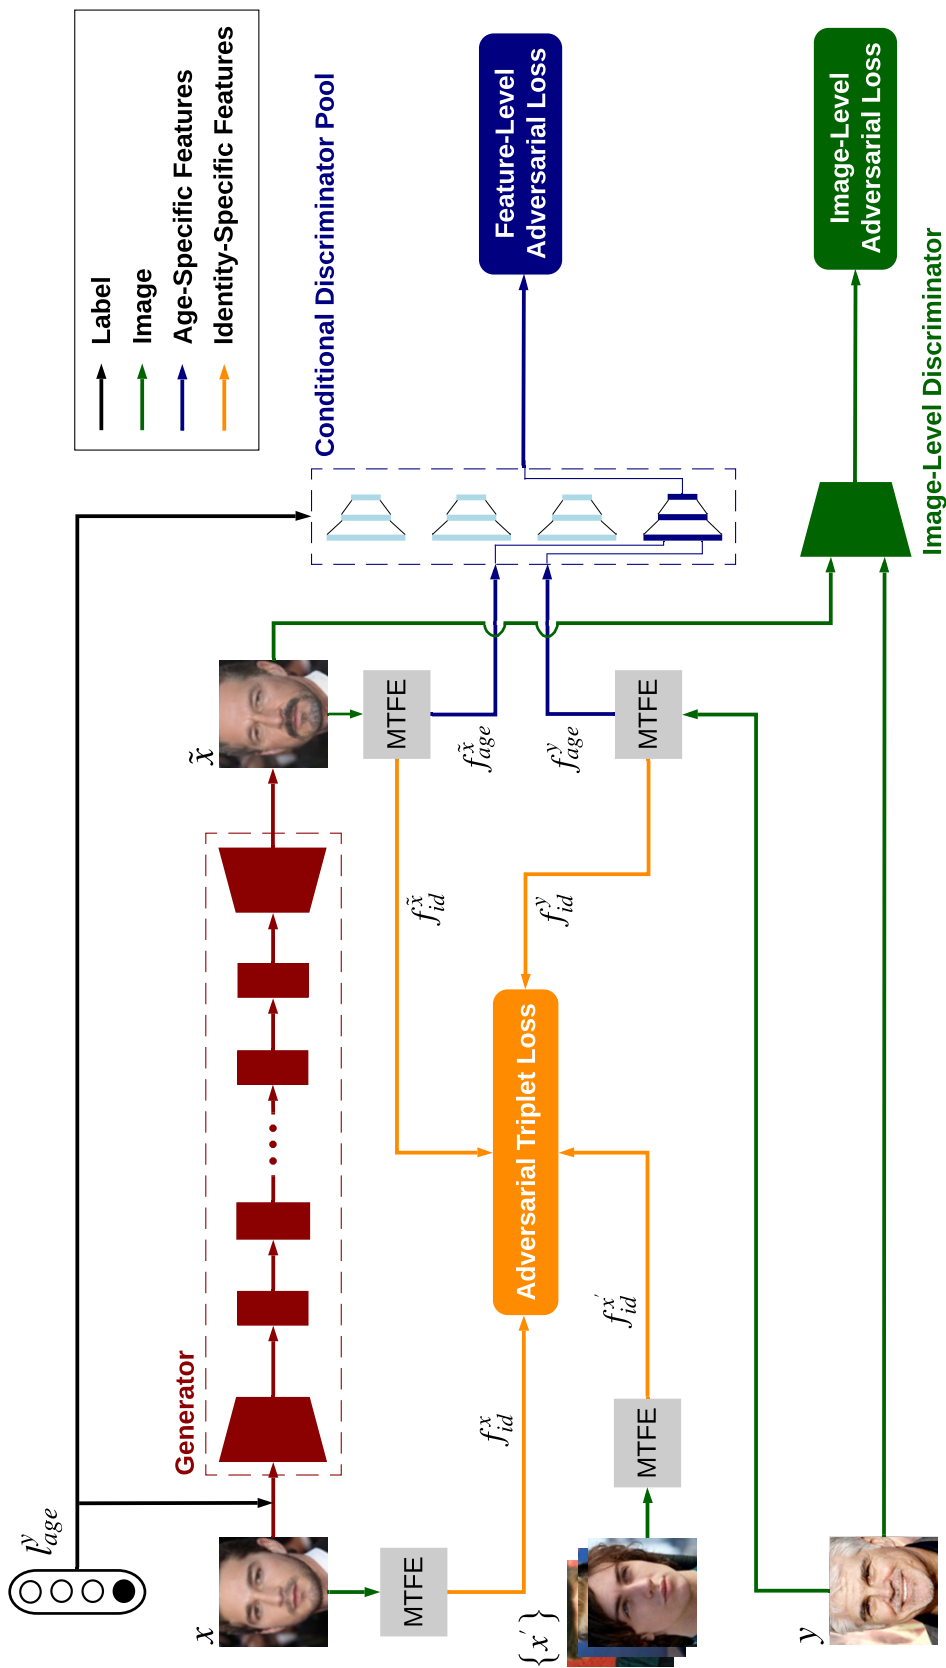 Label
Image
Age-Specific Features
Identity-Specific Features
l^y_age
x
Generator
x̃
MTFE
f^x_id
MTFE
f^x̃_id
f^x̃_age
Conditional Discriminator Pool
Feature-Level
Adversarial Loss
Adversarial Triplet Loss
{x'}
MTFE
f^x'_id
f^y_id
f^y_age
MTFE
y
Image-Level Discriminator
Image-Level
Adversarial Loss